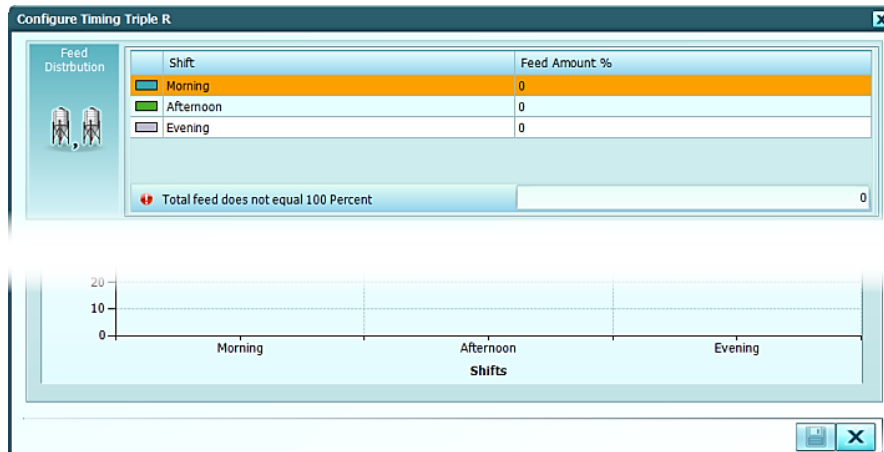 Configure Timing Triple R
Feed
Distrbution
Shift Feed Amount %
Morning 0
Afternoon 0
Evening 0
Total feed does not equal 100 Percent 0
20
10
0
Morning Afternoon Evening
Shifts